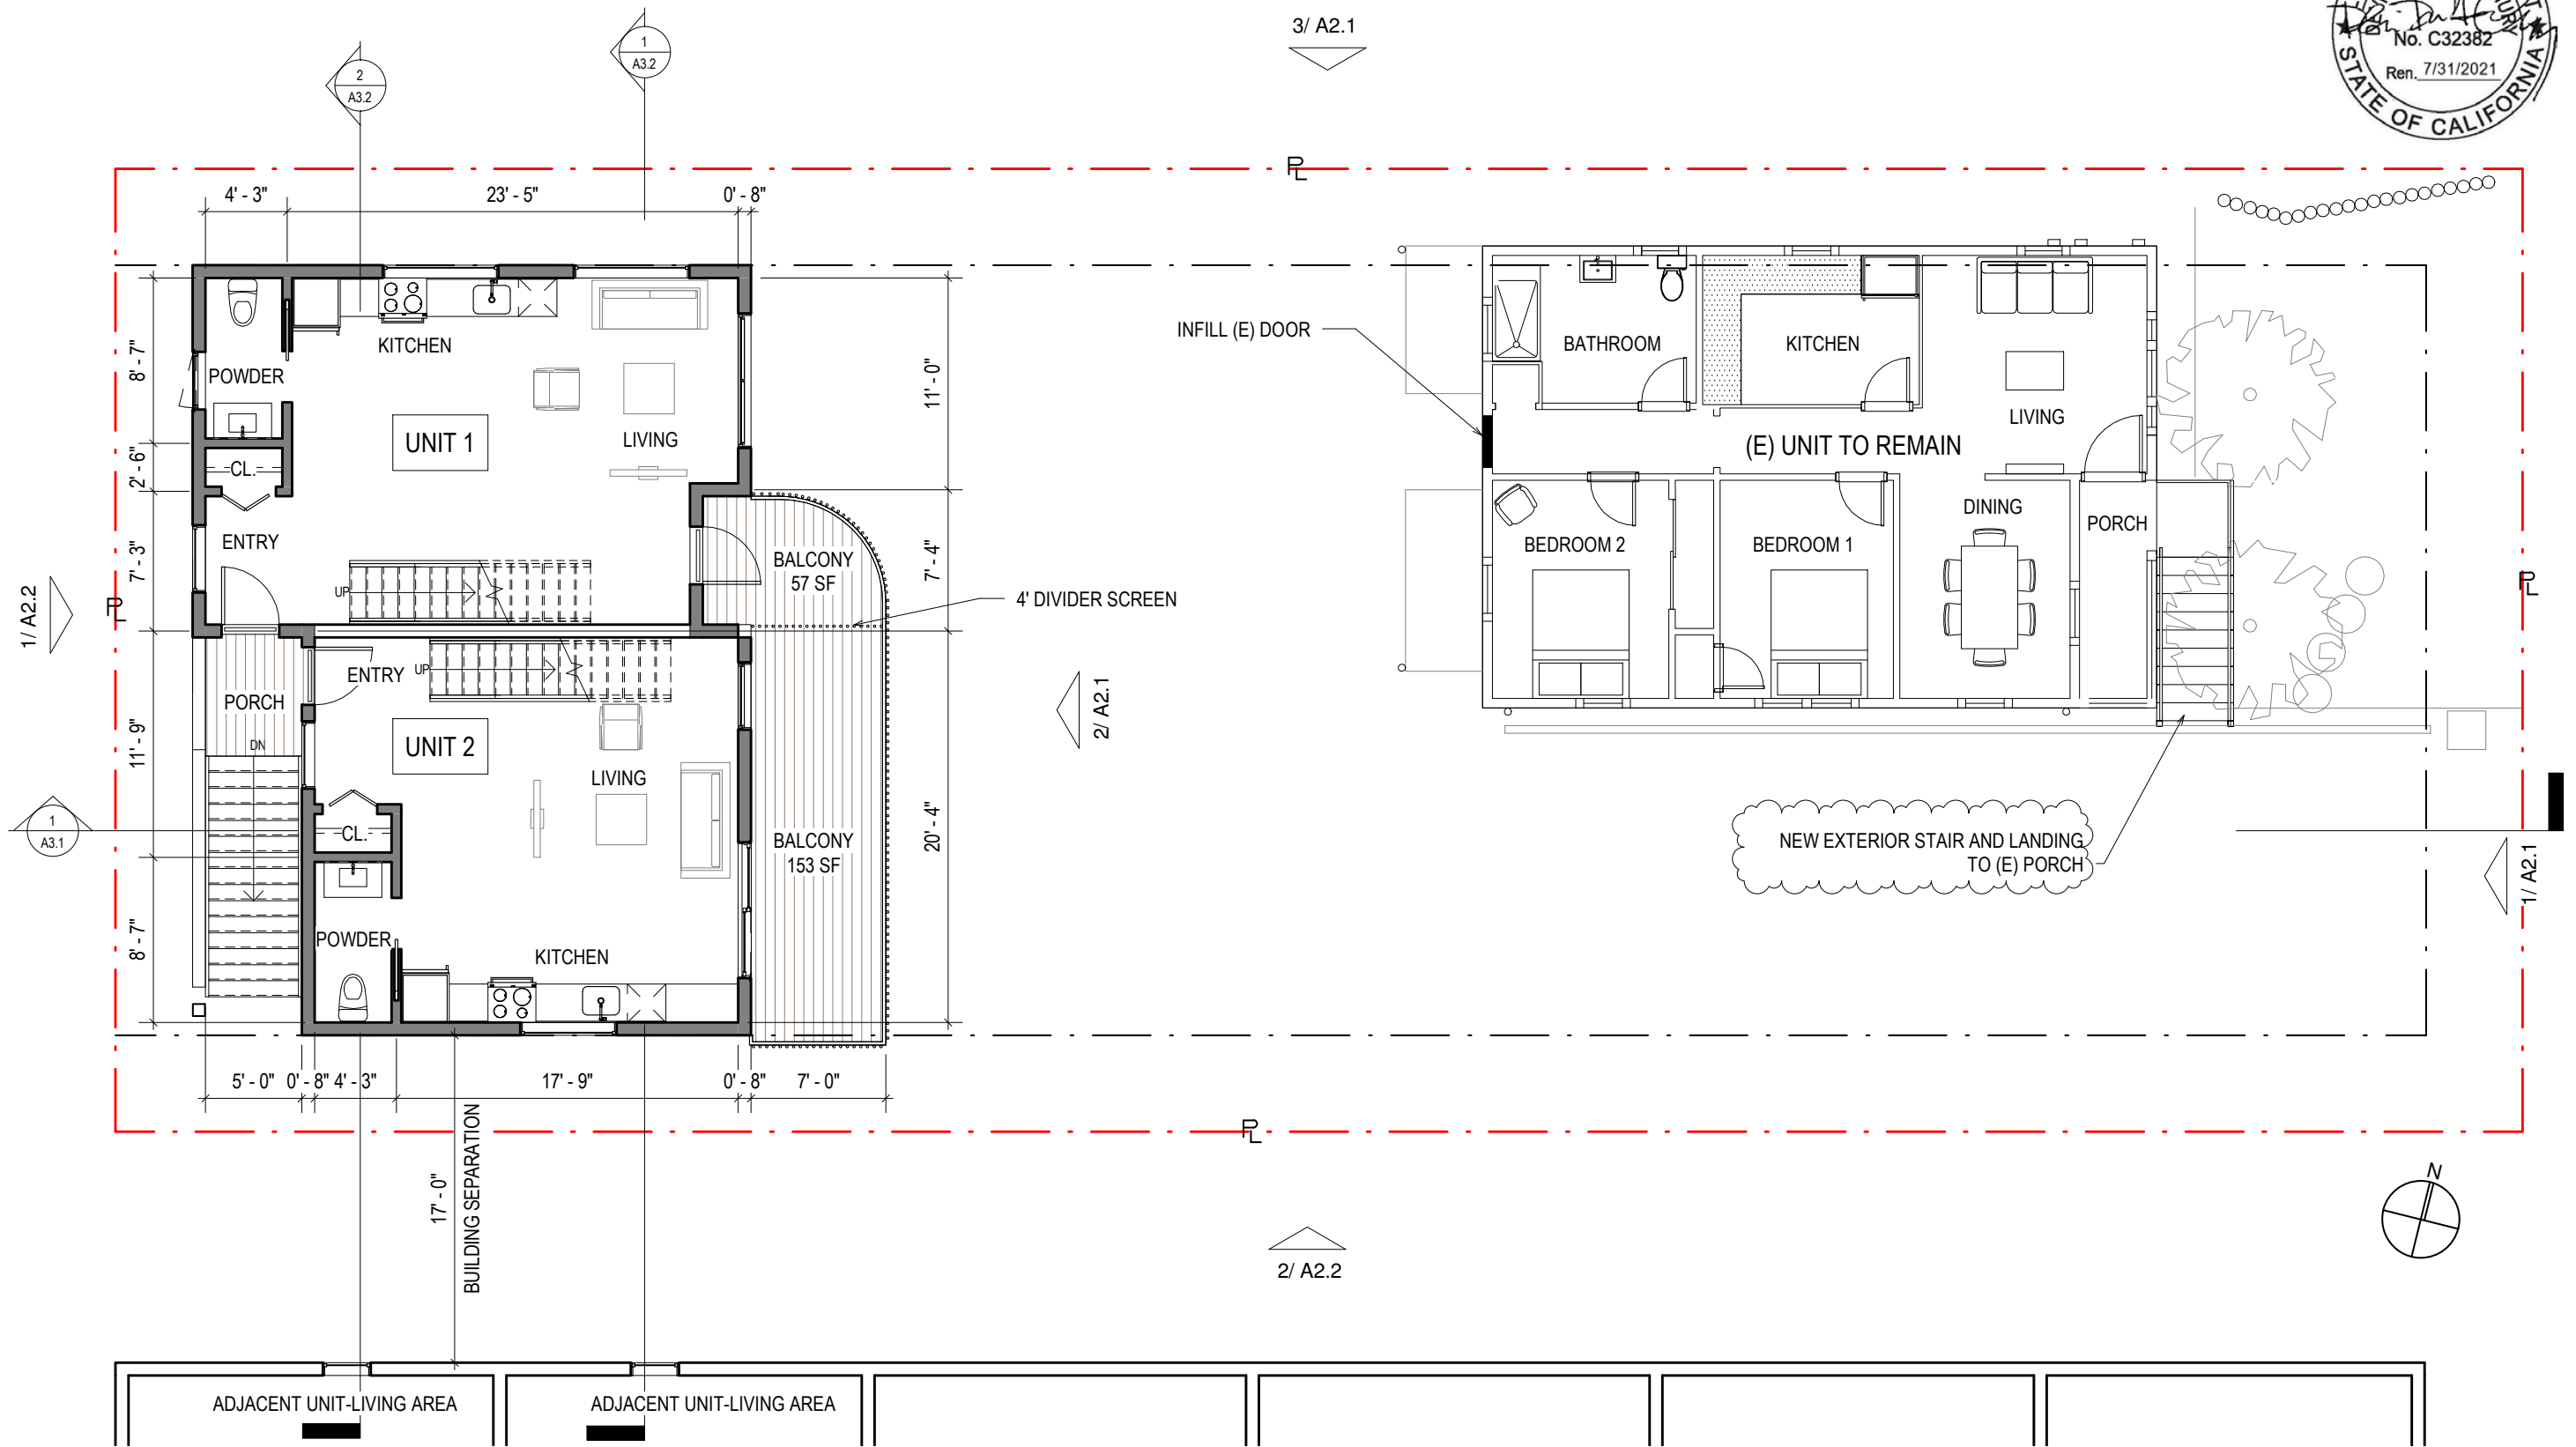 3/ A2.1
No. C32382
Ren. 7/31/2021
STATE OF CALIFORNIA
1
A3.2
2
A3.2
PL
4' - 3"
23' - 5"
0' - 8"
8' - 7"
2' - 6"
7' - 3"
11' - 9"
8' - 7"
KITCHEN
POWDER
UNIT 1
LIVING
CL.
ENTRY
UP
11' - 0"
7' - 4"
20' - 4"
BALCONY
57 SF
4' DIVIDER SCREEN
1/ A2.2
PL
ENTRY
UP
PORCH
DN
UNIT 2
LIVING
CL.
BALCONY
153 SF
POWDER
KITCHEN
1
A3.1
2/ A2.1
INFILL (E) DOOR
BATHROOM
KITCHEN
LIVING
(E) UNIT TO REMAIN
DINING
PORCH
BEDROOM 2
BEDROOM 1
PL
NEW EXTERIOR STAIR AND LANDING
TO (E) PORCH
1/ A2.1
5' - 0"
0' - 8"
4' - 3"
17' - 9"
0' - 8"
7' - 0"
PL
17' - 0"
BUILDING SEPARATION
N
2/ A2.2
ADJACENT UNIT-LIVING AREA
ADJACENT UNIT-LIVING AREA